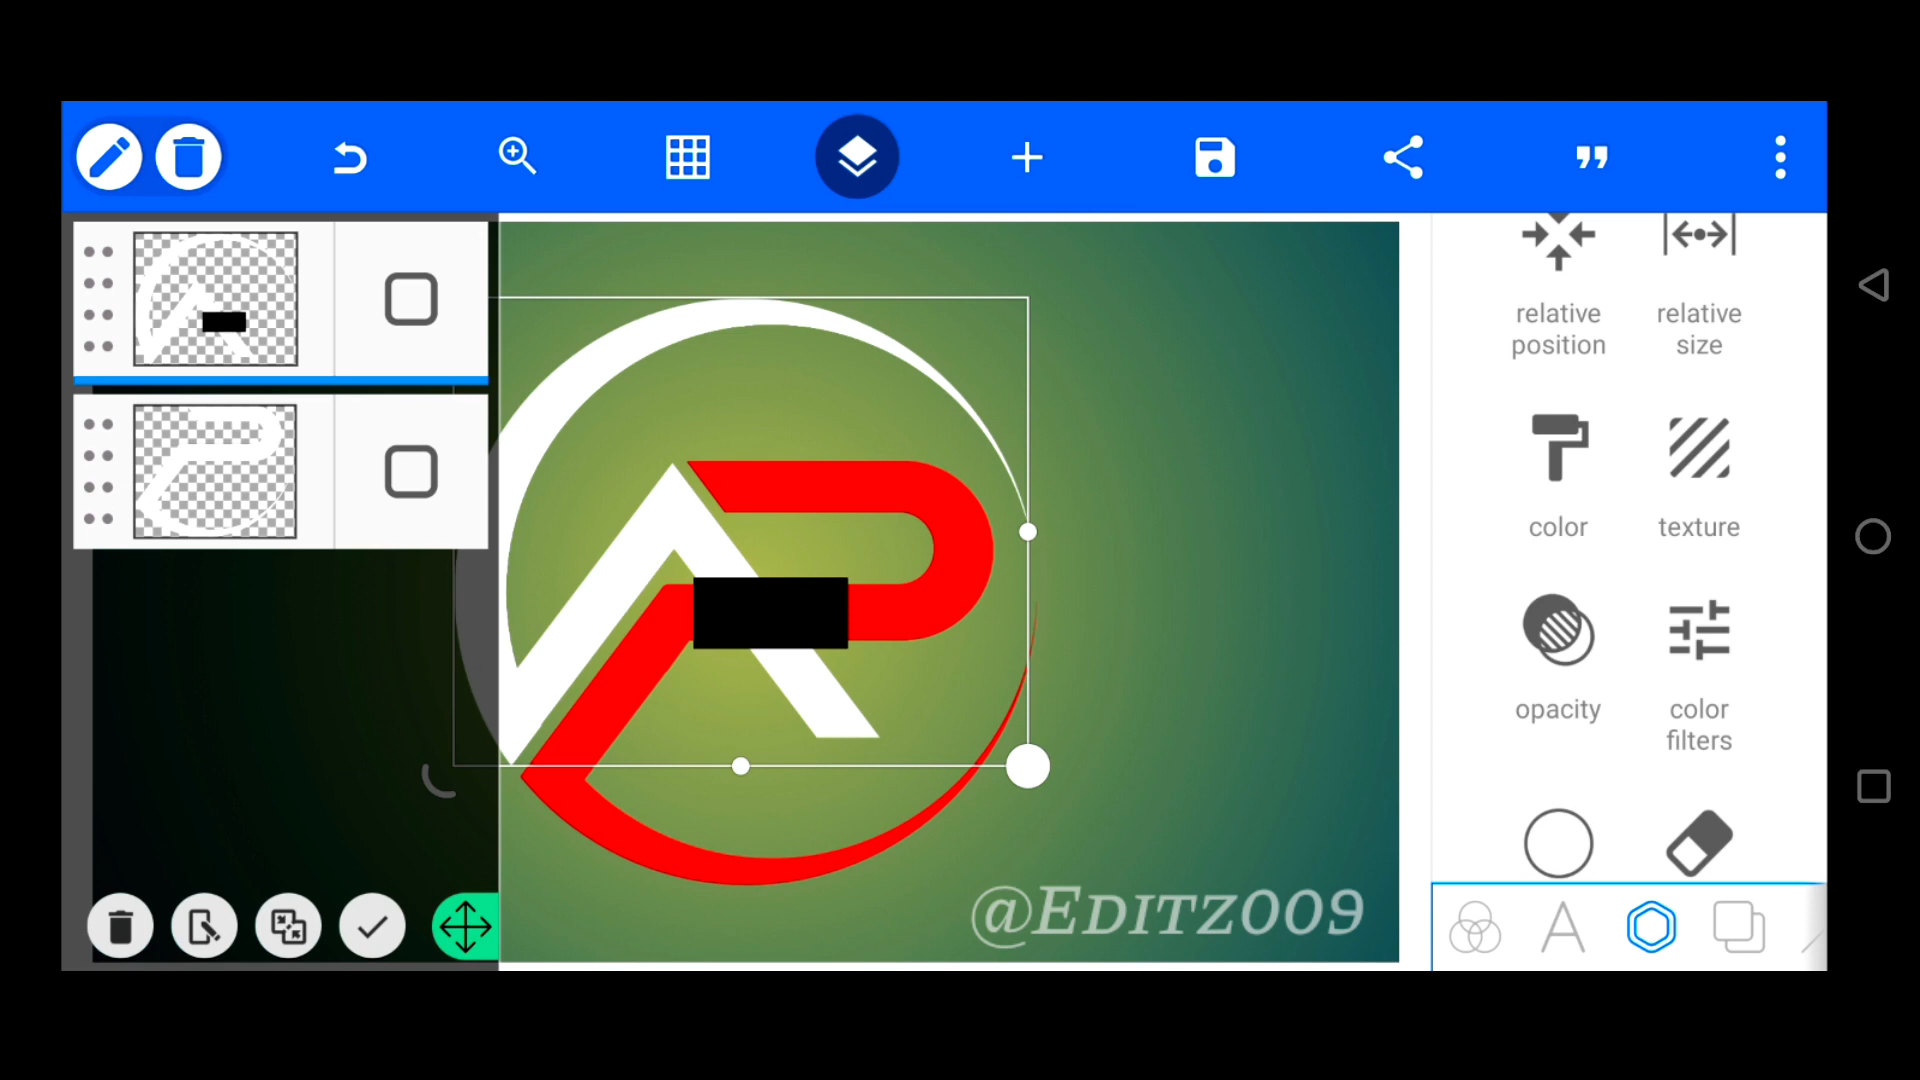 relative
position
relative
size
color
texture
opacity
color
filters
@EDITZ009